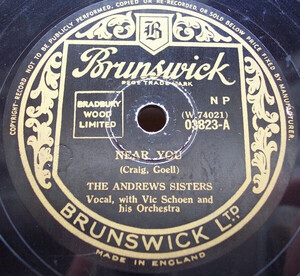 NOT TO BE PUBLICLY PERFORMED, COPIED OR RE-RECORDED OR SOLD BELOW PRICE FIXED BY MANUFACTURER.
COPYRIGHT RECORD
B
Brunswick
REGD TRADE MARK
BRADBURY
WOOD
LIMITED
N P
(W.74021)
03823-A
NEAR YOU
(Craig, Goell)
THE ANDREWS SISTERS
Vocal, with Vic Schoen and
his Orchestra
BRUNSWICK LTD.
MADE IN ENGLAND